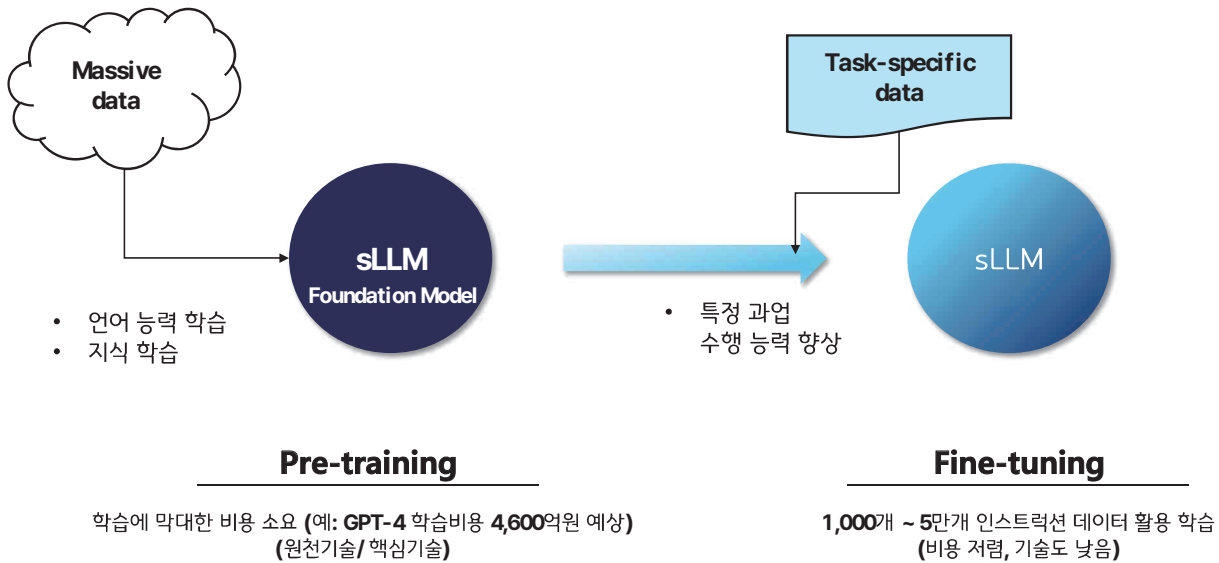 Massive
data
Task-specific
data
sLLM
Foundation Model
sLLM
• 언어 능력 학습
• 지식 학습
• 특정 과업
수행 능력 향상
Pre-training
학습에 막대한 비용 소요 (예: GPT-4 학습비용 4,600억원 예상)
(원천기술/ 핵심기술)
Fine-tuning
1,000개 ~ 5만개 인스트럭션 데이터 활용 학습
(비용 저렴, 기술도 낮음)